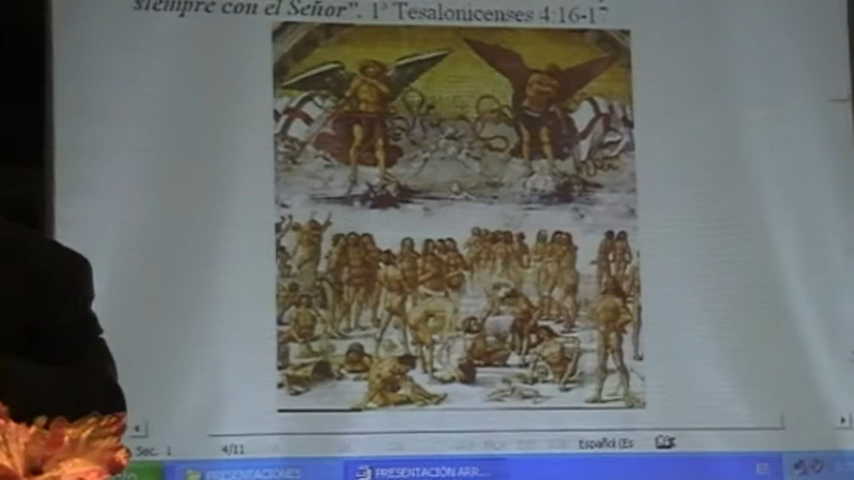 siempre con el Señor". 1ª Tesalonicenses 4:16-17
Sec. 1 4/11 Español (Es
PRESENTACIONES PRESENTACIÓN ARR...